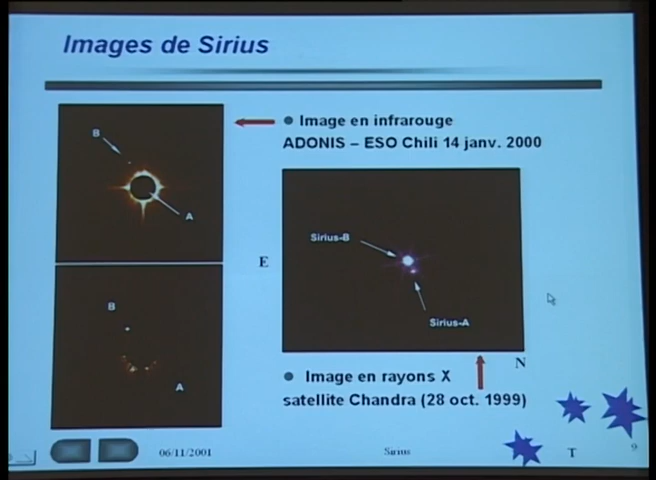 Images de Sirius
Image en infrarouge
ADONIS – ESO Chili 14 janv. 2000
B
A
Sirius-B
E
Sirius-A
B
A
N
Image en rayons X
satellite Chandra (28 oct. 1999)
06/11/2001
Sirius
T
9